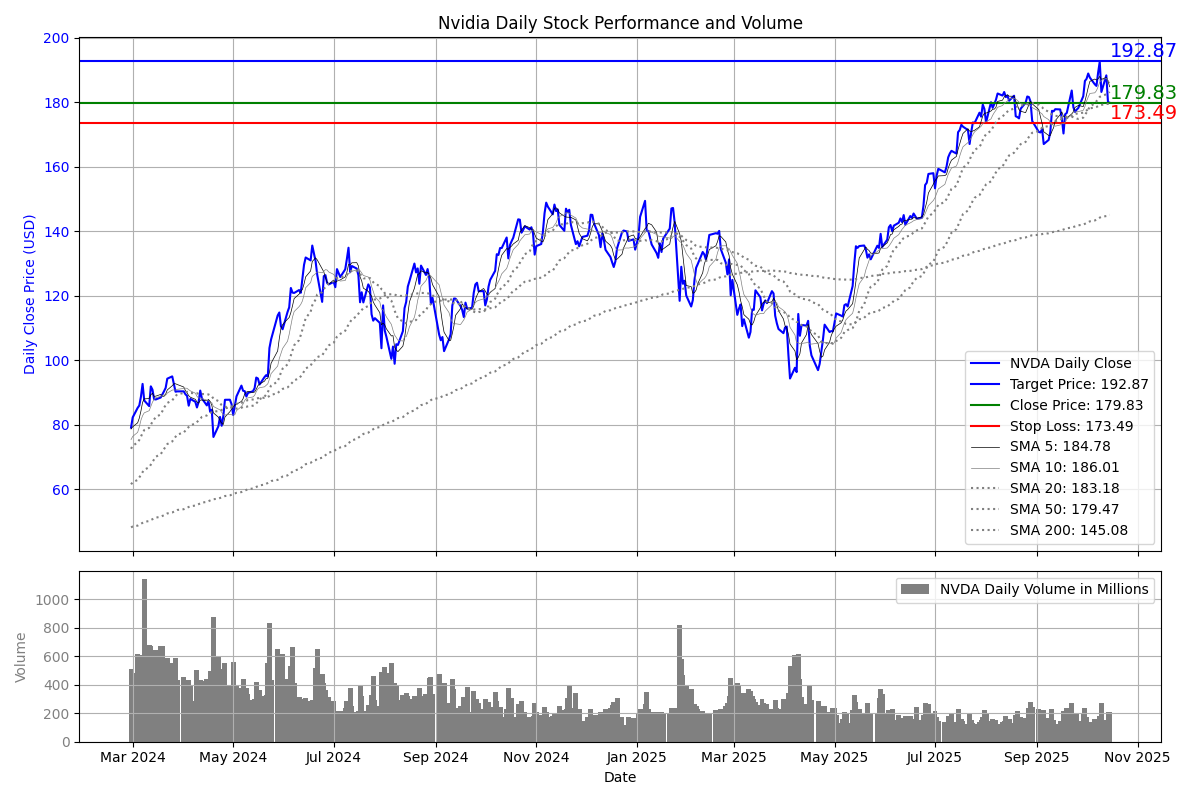 Nvidia Daily Stock Performance and Volume
200
180
160
140
120
100
80
60
Daily Close Price (USD)
192.87
179.83
173.49
NVDA Daily Close
Target Price: 192.87
Close Price: 179.83
Stop Loss: 173.49
SMA 5: 184.78
SMA 10: 186.01
SMA 20: 183.18
SMA 50: 179.47
SMA 200: 145.08
1000
800
600
400
200
0
Volume
NVDA Daily Volume in Millions
Mar 2024 May 2024 Jul 2024 Sep 2024 Nov 2024 Jan 2025 Mar 2025 May 2025 Jul 2025 Sep 2025 Nov 2025
Date